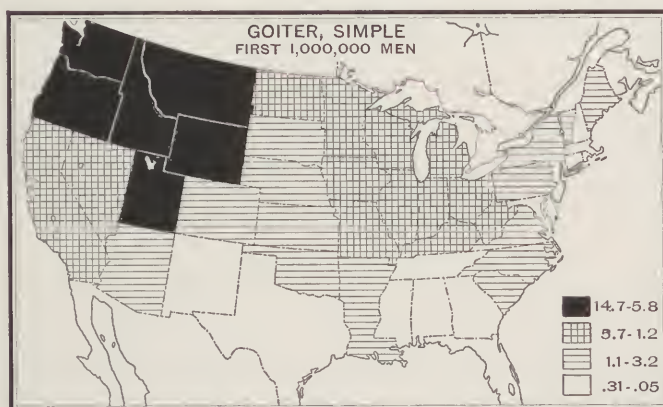 GOITER, SIMPLE
FIRST 1,000,000 MEN
14.7-5.8
5.7-1.2
1.1-3.2
.31-.05